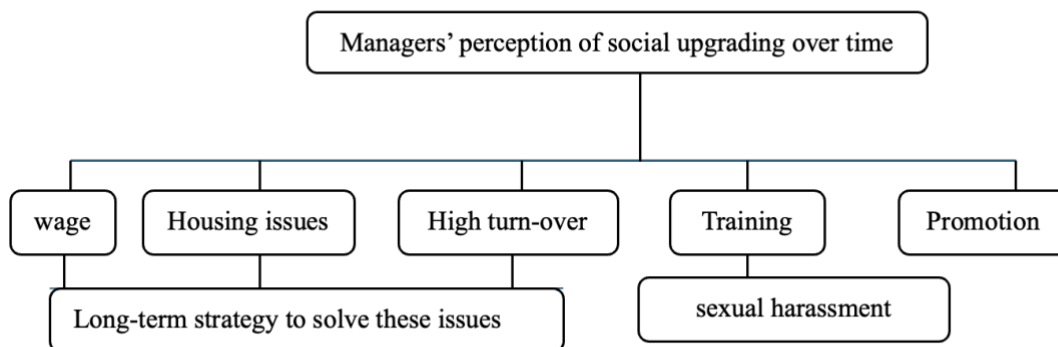 Managers’ perception of social upgrading over time
wage
Housing issues
High turn-over
Training
Promotion
Long-term strategy to solve these issues
sexual harassment